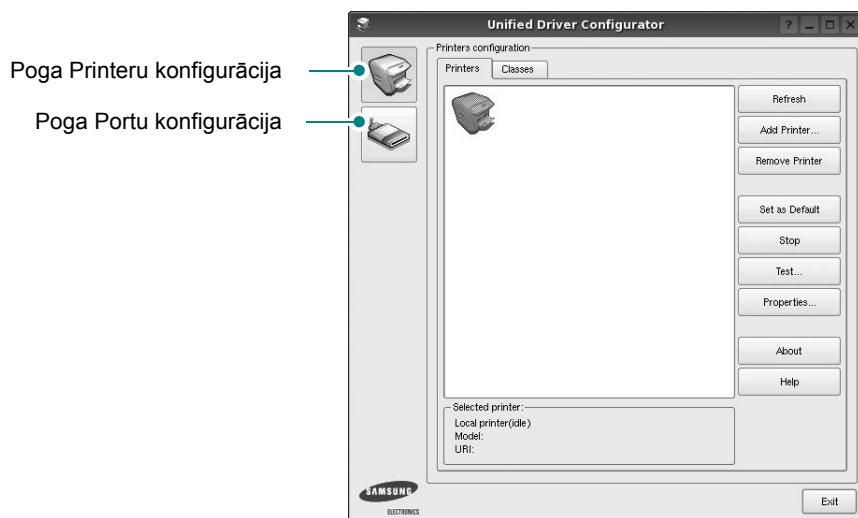 Unified Driver Configurator
Poga Printeru konfigurācija
Poga Portu konfigurācija
Printers configuration
Printers
Classes
Refresh
Add Printer...
Remove Printer
Set as Default
Stop
Test...
Properties...
About
Help
Selected printer:
Local printer(idle)
Model:
URI:
SAMSUNG
ELECTRONICS
Exit